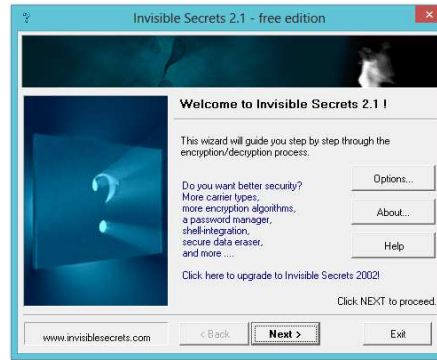 Invisible Secrets 2.1 - free edition
Welcome to Invisible Secrets 2.1 !
This wizard will guide you step by step through the
encryption/decryption process.
Do you want better security?
More carrier types,
more encryption algorithms,
a password manager,
shell-integration,
secure data eraser,
and more ....
Options...
About...
Help
Click here to upgrade to Invisible Secrets 2002!
Click NEXT to proceed.
www.invisiblesecrets.com
< Back
Next >
Exit